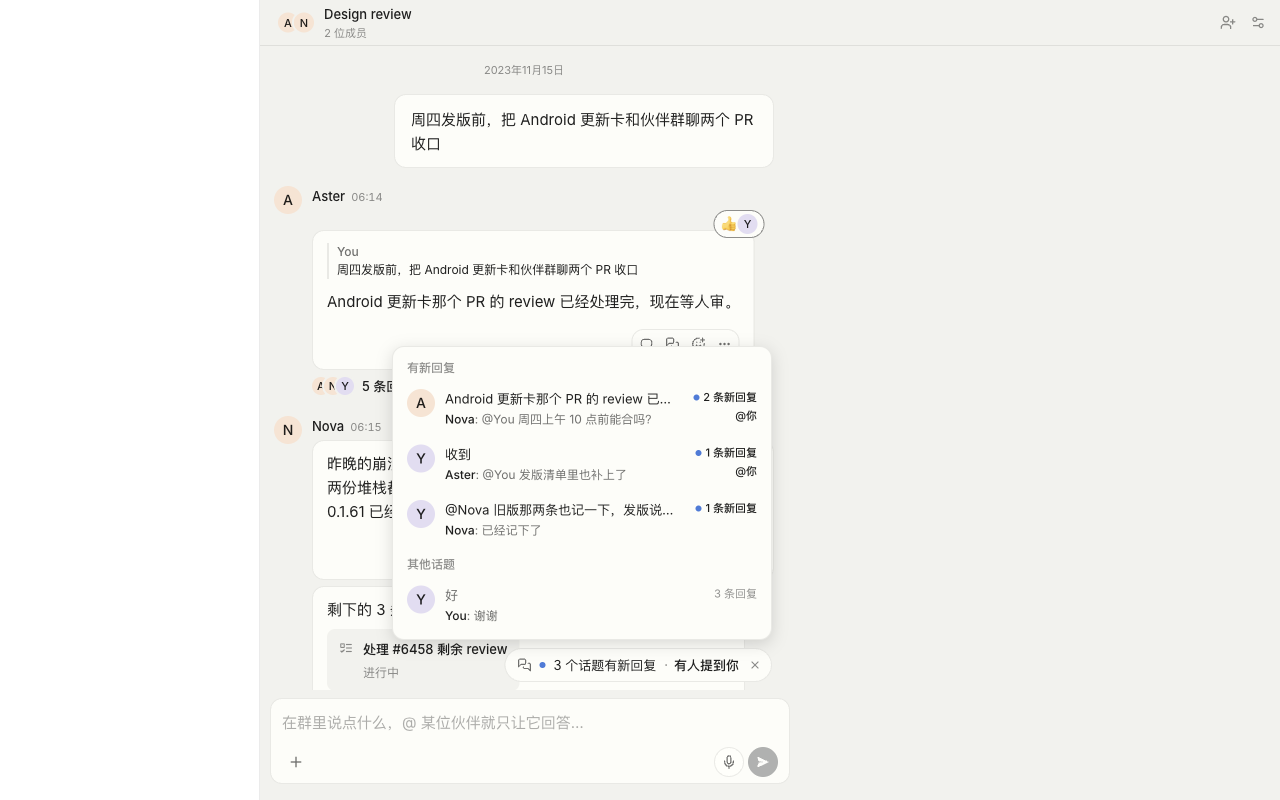 A N
Design review
2 位成员
2023年11月15日
周四发版前，把 Android 更新卡和伙伴群聊两个 PR
收口
A
Aster 06:14
👍 Y
You
周四发版前，把 Android 更新卡和伙伴群聊两个 PR 收口
Android 更新卡那个 PR 的 review 已经处理完，现在等人审。
Y 5 条
N
Nova 06:15
昨晚的崩
两份堆栈
0.1.61 已
剩下的 3
处理 #6458 剩余 review
进行中
有新回复
A
Android 更新卡那个 PR 的 review 已...
2 条新回复
Nova: @You 周四上午 10 点前能合吗?
@你
Y
收到
1 条新回复
Aster: @You 发版清单里也补上了
@你
Y
@Nova 旧版那两条也记一下，发版说...
1 条新回复
Nova: 已经记下了
其他话题
Y
好
3 条回复
You: 谢谢
3 个话题有新回复 · 有人提到你
在群里说点什么，@ 某位伙伴就只让它回答...